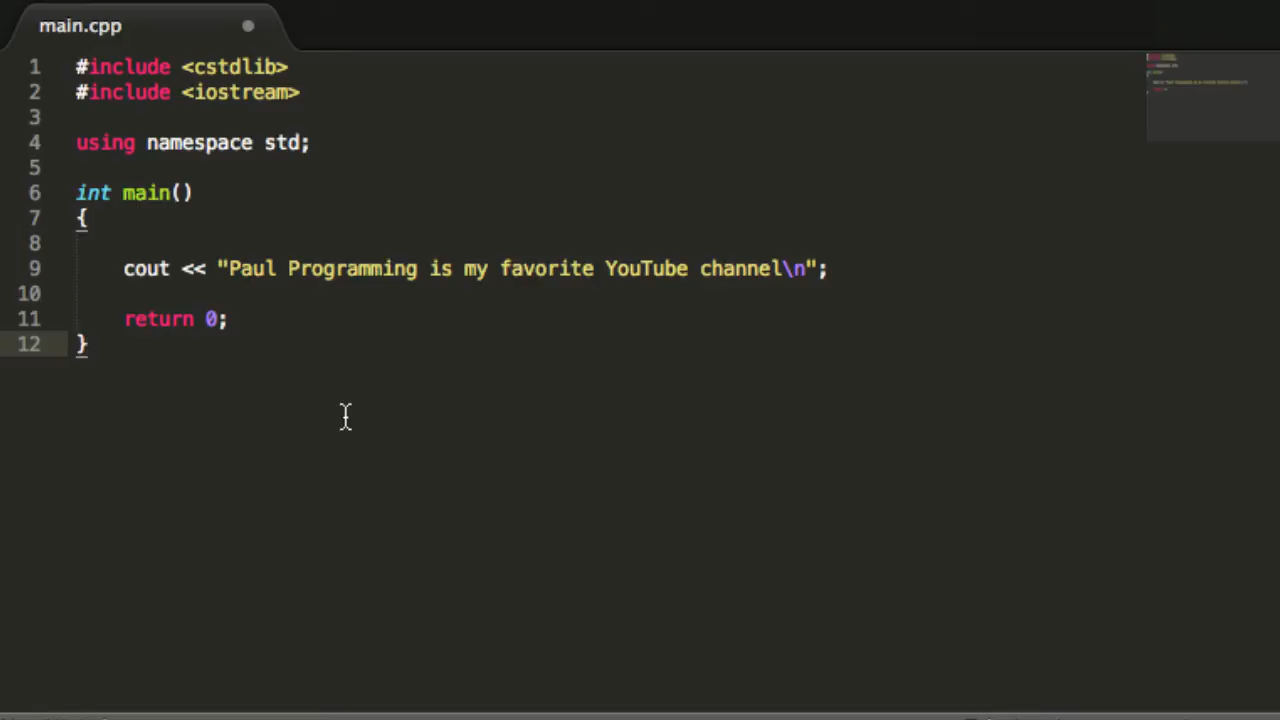 main.cpp
1 #include <cstdlib>
2 #include <iostream>
3
4 using namespace std;
5
6 int main()
7 {
8
9 cout << "Paul Programming is my favorite YouTube channel\n";
10
11 return 0;
12 }